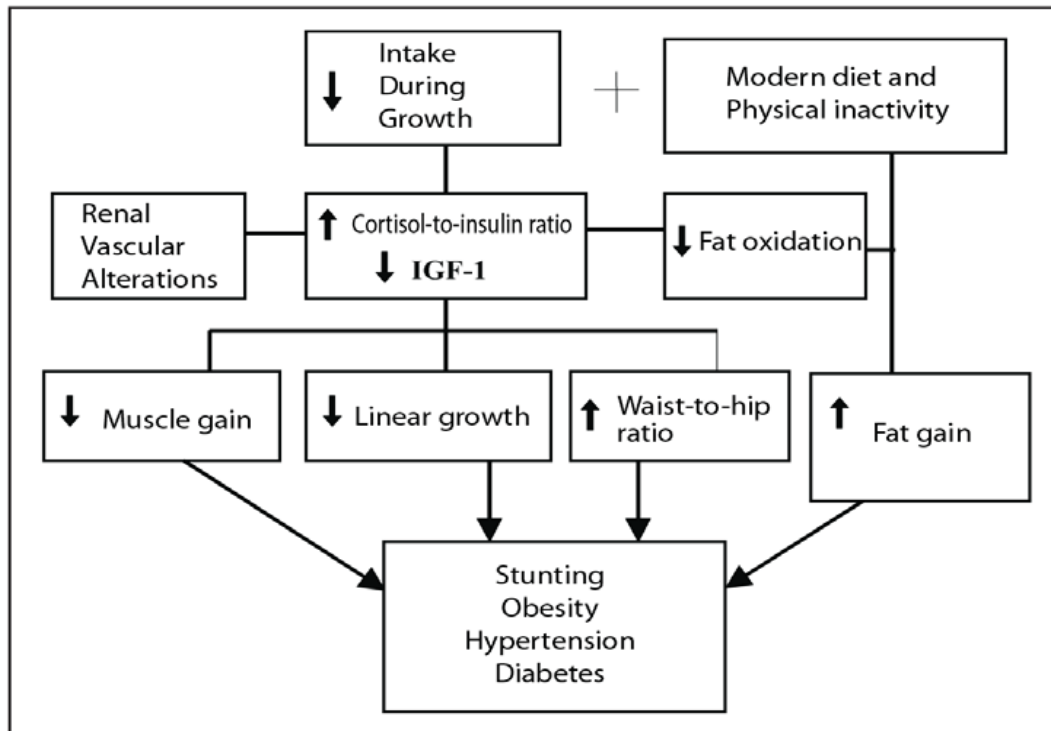 Intake
During
Growth
Modern diet and
Physical inactivity
Renal
Vascular
Alterations
Cortisol-to-insulin ratio
IGF-1
Fat oxidation
Muscle gain
Linear growth
Waist-to-hip
ratio
Fat gain
Stunting
Obesity
Hypertension
Diabetes